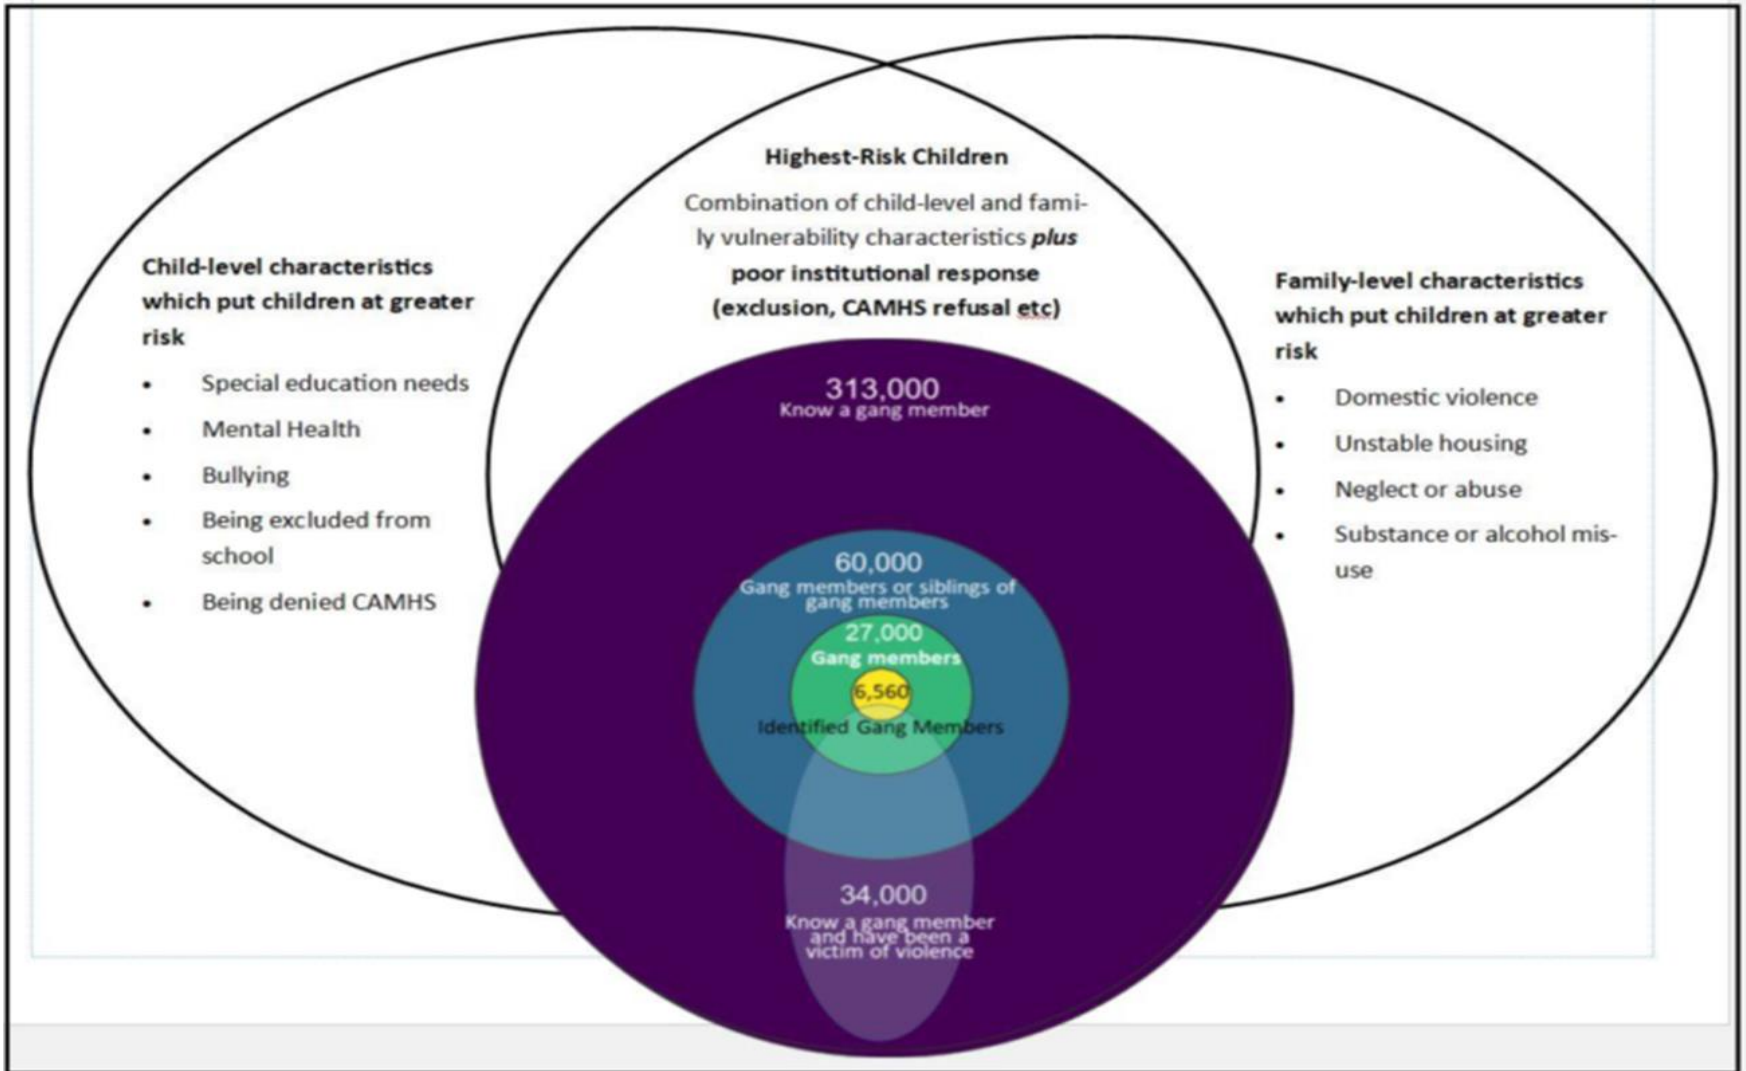 Highest-Risk Children
Combination of child-level and fami-
ly vulnerability characteristics plus
poor institutional response
(exclusion, CAMHS refusal etc)
Child-level characteristics
which put children at greater
risk
• Special education needs
• Mental Health
• Bullying
• Being excluded from
school
• Being denied CAMHS
Family-level characteristics
which put children at greater
risk
• Domestic violence
• Unstable housing
• Neglect or abuse
• Substance or alcohol mis-
use
313,000
Know a gang member
60,000
Gang members or siblings of
gang members
27,000
Gang members
6,560
Identified Gang Members
34,000
Know a gang member
and have been a
victim of violence